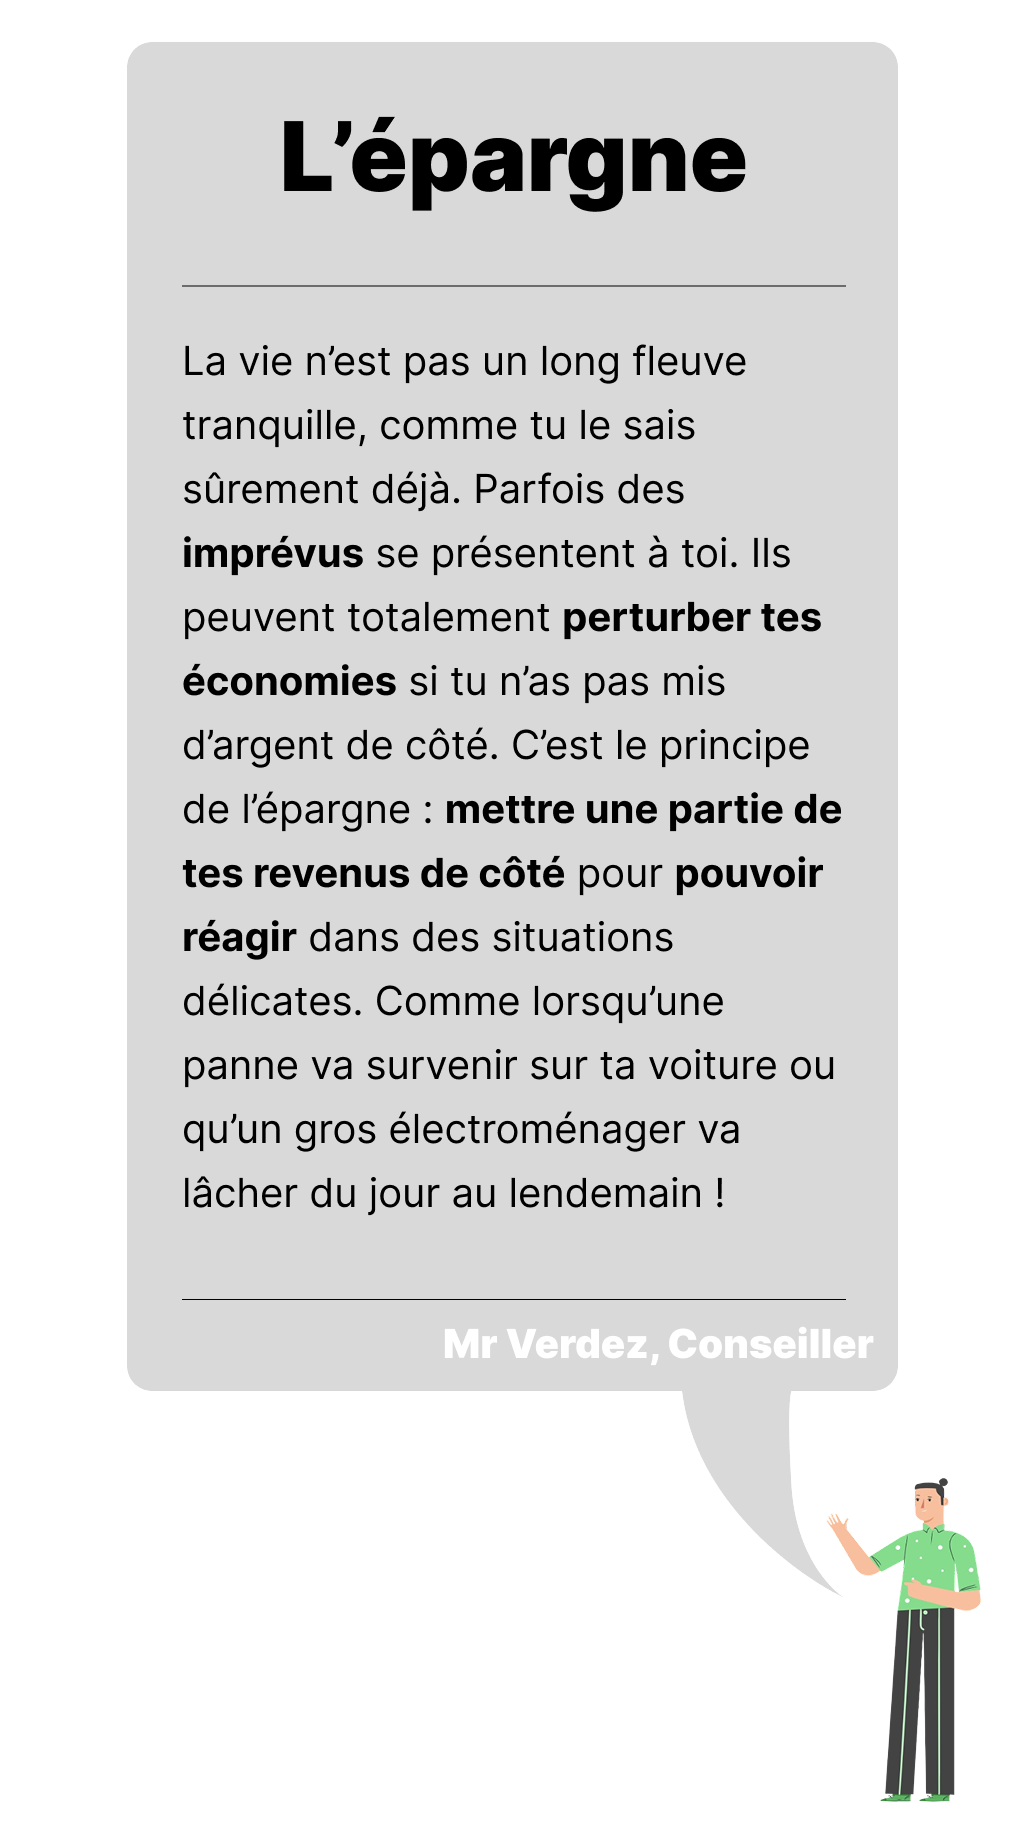 L’épargne
La vie n’est pas un long fleuve
tranquille, comme tu le sais
sûrement déjà. Parfois des
imprévus se présentent à toi. Ils
peuvent totalement perturber tes
économies si tu n’as pas mis
d’argent de côté. C’est le principe
de l’épargne : mettre une partie de
tes revenus de côté pour pouvoir
réagir dans des situations
délicates. Comme lorsqu’une
panne va survenir sur ta voiture ou
qu’un gros électroménager va
lâcher du jour au lendemain !
Mr Verdez, Conseiller